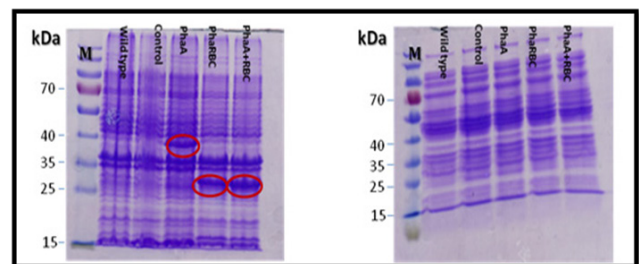 kDa
M
Wild type
Control
PhaA
PhaRBC
PhaA+RBC
70
40
35
25
15
kDa
M
Wild type
Control
PhaA
PhaRBC
PhaA+RBC
70
40
35
25
15